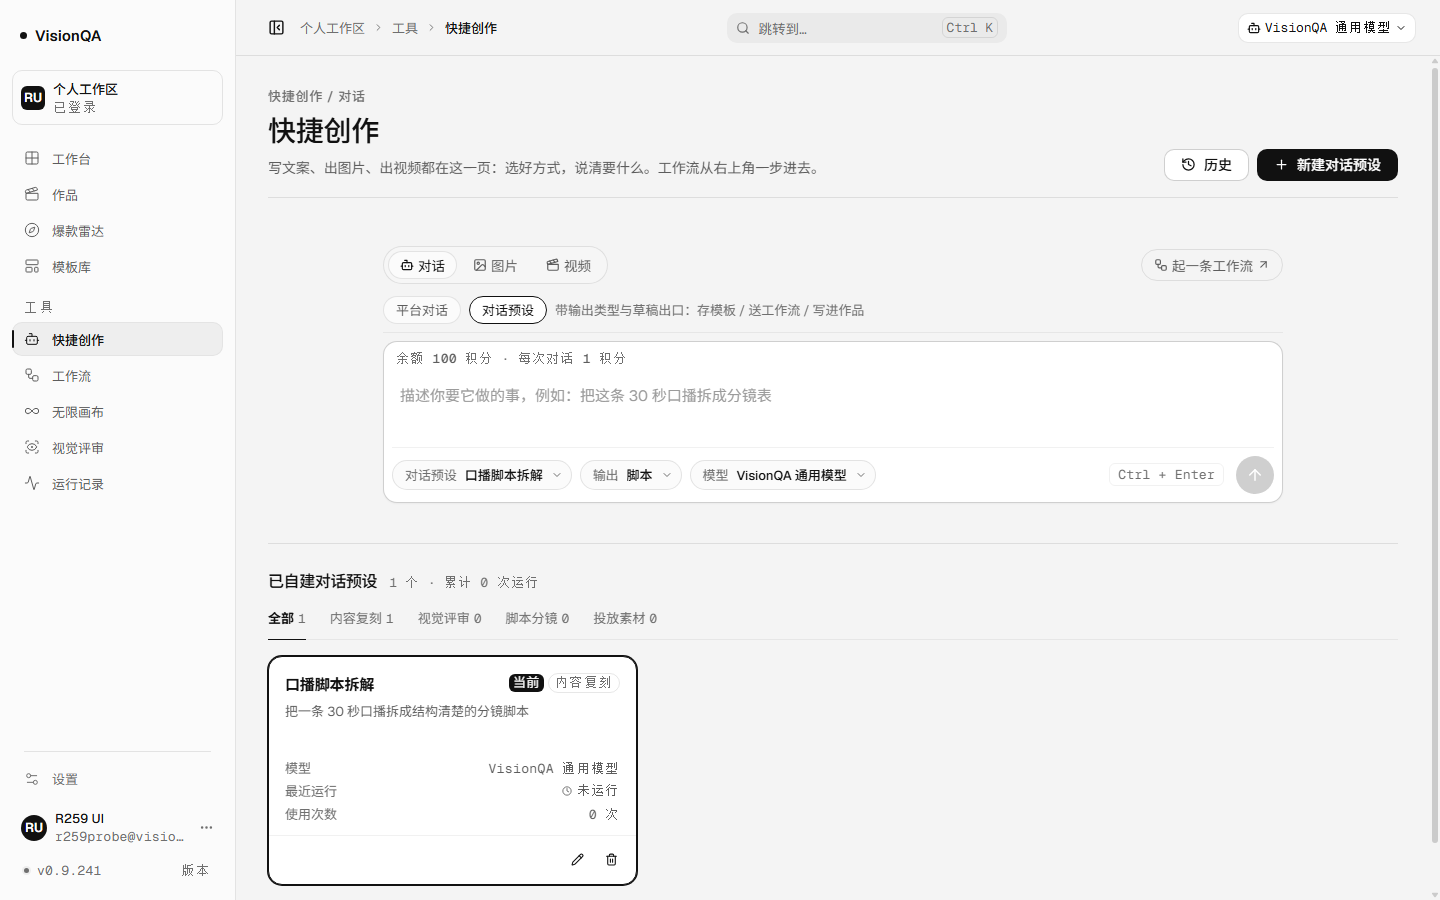 VisionQA
RU
个人工作区
已登录
工作台
作品
爆款雷达
模板库
工具
快捷创作
工作流
无限画布
视觉评审
运行记录
设置
RU
R259 UI
r259probe@visio…
v0.9.241
版本
个人工作区
工具
快捷创作
跳转到…
Ctrl K
VisionQA 通用模型
快捷创作 / 对话
快捷创作
写文案、出图片、出视频都在这一页：选好方式，说清要什么。工作流从右上角一步进去。
历史
新建对话预设
对话
图片
视频
起一条工作流
平台对话
对话预设
带输出类型与草稿出口：存模板 / 送工作流 / 写进作品
余额 100 积分 · 每次对话 1 积分
描述你要它做的事，例如：把这条 30 秒口播拆成分镜表
对话预设 口播脚本拆解
输出 脚本
模型 VisionQA 通用模型
Ctrl + Enter
已自建对话预设 1 个 · 累计 0 次运行
全部 1
内容复刻 1
视觉评审 0
脚本分镜 0
投放素材 0
口播脚本拆解
当前
内容复刻
把一条 30 秒口播拆成结构清楚的分镜脚本
模型
VisionQA 通用模型
最近运行
未运行
使用次数
0 次